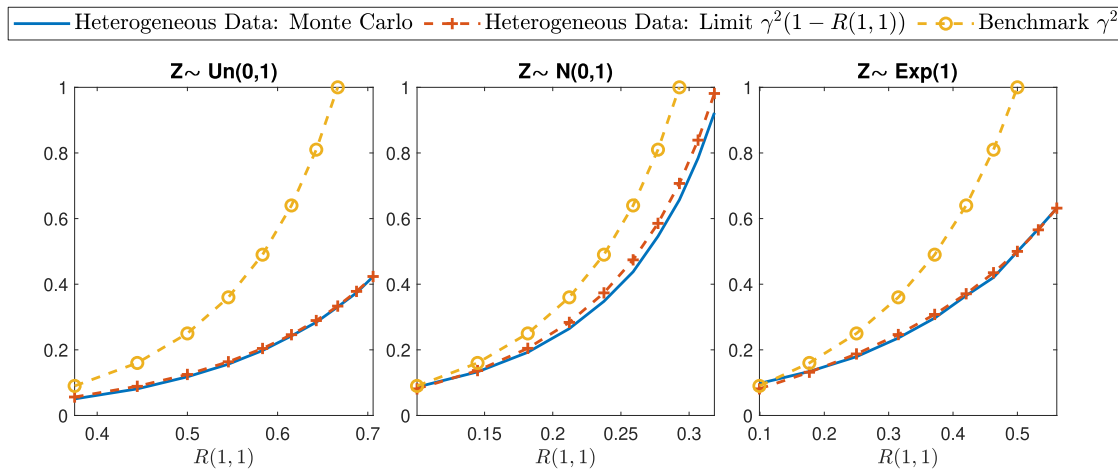 Heterogeneous Data: Monte Carlo Heterogeneous Data: Limit γ²(1 − R(1,1)) Benchmark γ²
Z~ Un(0,1) Z~ N(0,1) Z~ Exp(1)
1 1 1
0.8 0.8 0.8
0.6 0.6 0.6
0.4 0.4 0.4
0.2 0.2 0.2
0 0 0
0.4 0.5 0.6 0.7 0.15 0.2 0.25 0.3 0.1 0.2 0.3 0.4 0.5
R(1,1) R(1,1) R(1,1)